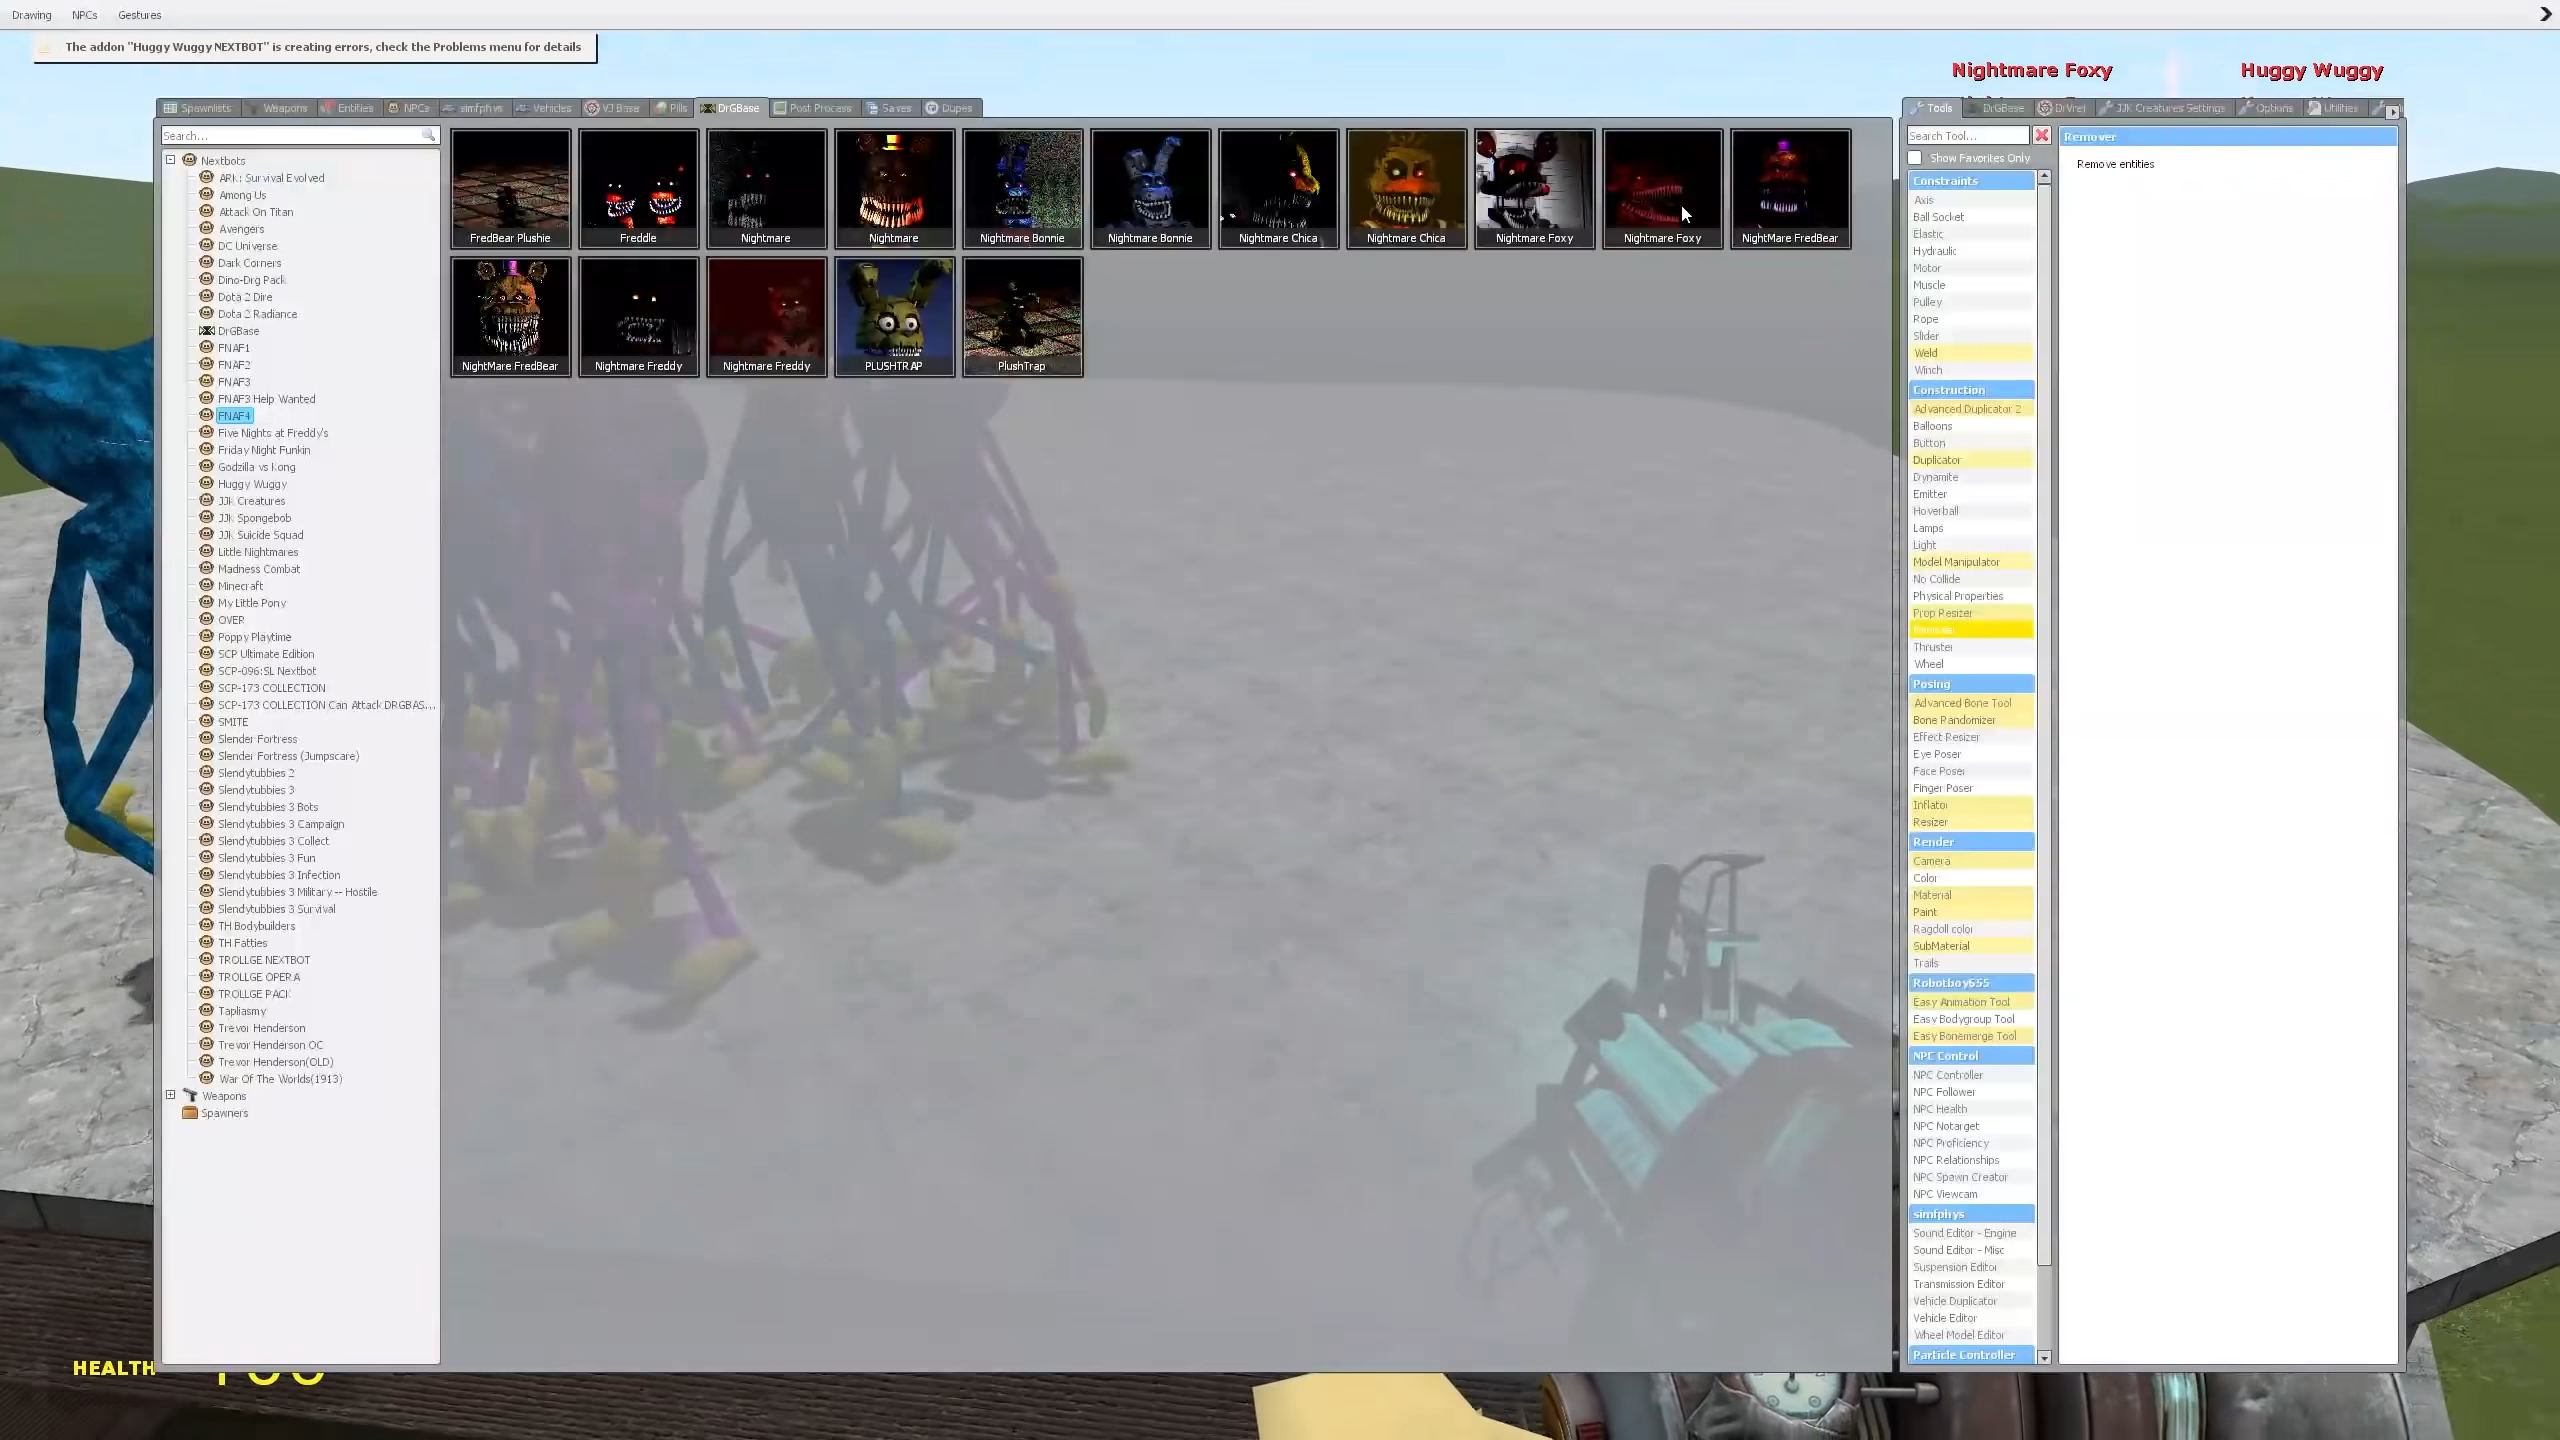 Drawing NPCs Gestures
The addon "Huggy Wuggy NEXTBOT" is creating errors, check the Problems menu for details
Nightmare Foxy Huggy Wuggy
Spawnlists Weapons Entities NPCs simfphys Vehicles VJ Base Pills DrGBase Post Process Saves Dupes
Search...
Nextbots
ARK: Survival Evolved
Among Us
Attack On Titan
Avengers
DC Universe
Dark Corners
Dino-Drg Pack
Dota 2 Dire
Dota 2 Radiance
DrGBase
FNAF1
FNAF2
FNAF3
FNAF3 Help Wanted
FNAF4
Five Nights at Freddy's
Friday Night Funkin
Godzilla vs Kong
Huggy Wuggy
JJK Creatures
JJK Spongebob
JJK Suicide Squad
Little Nightmares
Madness Combat
Minecraft
My Little Pony
OVER
Poppy Playtime
SCP Ultimate Edition
SCP-096:SL Nextbot
SCP-173 COLLECTION
SCP-173 COLLECTION Can Attack DRGBAS...
SMITE
Slender Fortress
Slender Fortress (Jumpscare)
Slendytubbies 2
Slendytubbies 3
Slendytubbies 3 Bots
Slendytubbies 3 Campaign
Slendytubbies 3 Collect
Slendytubbies 3 Fun
Slendytubbies 3 Infection
Slendytubbies 3 Military -- Hostile
Slendytubbies 3 Survival
TH Bodybuilders
TH Fatties
TROLLGE NEXTBOT
TROLLGE OPERA
TROLLGE PACK
Tapliasmy
Trevor Henderson
Trevor Henderson OC
Trevor Henderson(OLD)
War Of The Worlds(1913)
Weapons
Spawners
FredBear Plushie Freddle Nightmare Nightmare Nightmare Bonnie Nightmare Bonnie Nightmare Chica Nightmare Chica Nightmare Foxy Nightmare Foxy NightMare FredBear
NightMare FredBear Nightmare Freddy Nightmare Freddy PLUSHTRAP PlushTrap
Tools DrGBase DrVrej JJK Creatures Settings Options Utilities
Search Tool...
Show Favorites Only
Constraints
Axis
Ball Socket
Elastic
Hydraulic
Motor
Muscle
Pulley
Rope
Slider
Weld
Winch
Construction
Advanced Duplicator 2
Balloons
Button
Duplicator
Dynamite
Emitter
Hoverball
Lamps
Light
Model Manipulator
No Collide
Physical Properties
Prop Resizer
Thruster
Wheel
Posing
Advanced Bone Tool
Bone Randomizer
Effect Resizer
Eye Poser
Face Poser
Finger Poser
Inflator
Resizer
Render
Camera
Color
Material
Paint
Ragdoll color
SubMaterial
Trails
Robotboy655
Easy Animation Tool
Easy Bodygroup Tool
Easy Bonemerge Tool
NPC Control
NPC Controller
NPC Follower
NPC Health
NPC Notarget
NPC Proficiency
NPC Relationships
NPC Spawn Creator
NPC Viewcam
simfphys
Sound Editor - Engine
Sound Editor - Misc
Suspension Editor
Transmission Editor
Vehicle Duplicator
Vehicle Editor
Wheel Model Editor
Particle Controller
Remover
Remove entities
HEALTH